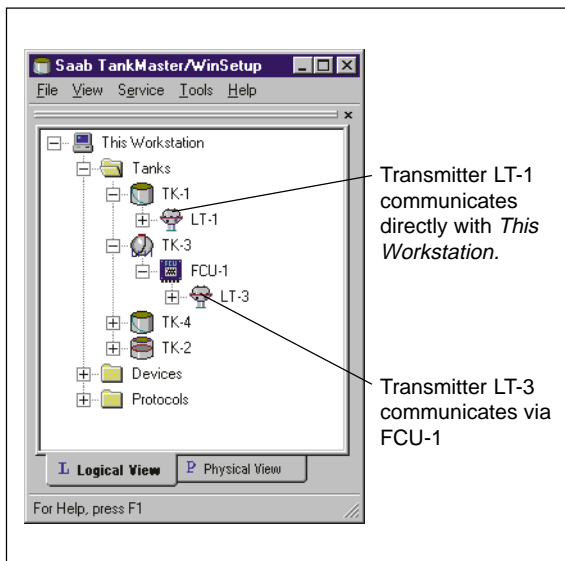 Saab TankMaster/WinSetup
File View Service Tools Help
This Workstation
Tanks
TK-1
LT-1
TK-3
FCU
FCU-1
LT-3
TK-4
TK-2
Devices
Protocols
L Logical View P Physical View
For Help, press F1
Transmitter LT-1
communicates
directly with This
Workstation.
Transmitter LT-3
communicates via
FCU-1